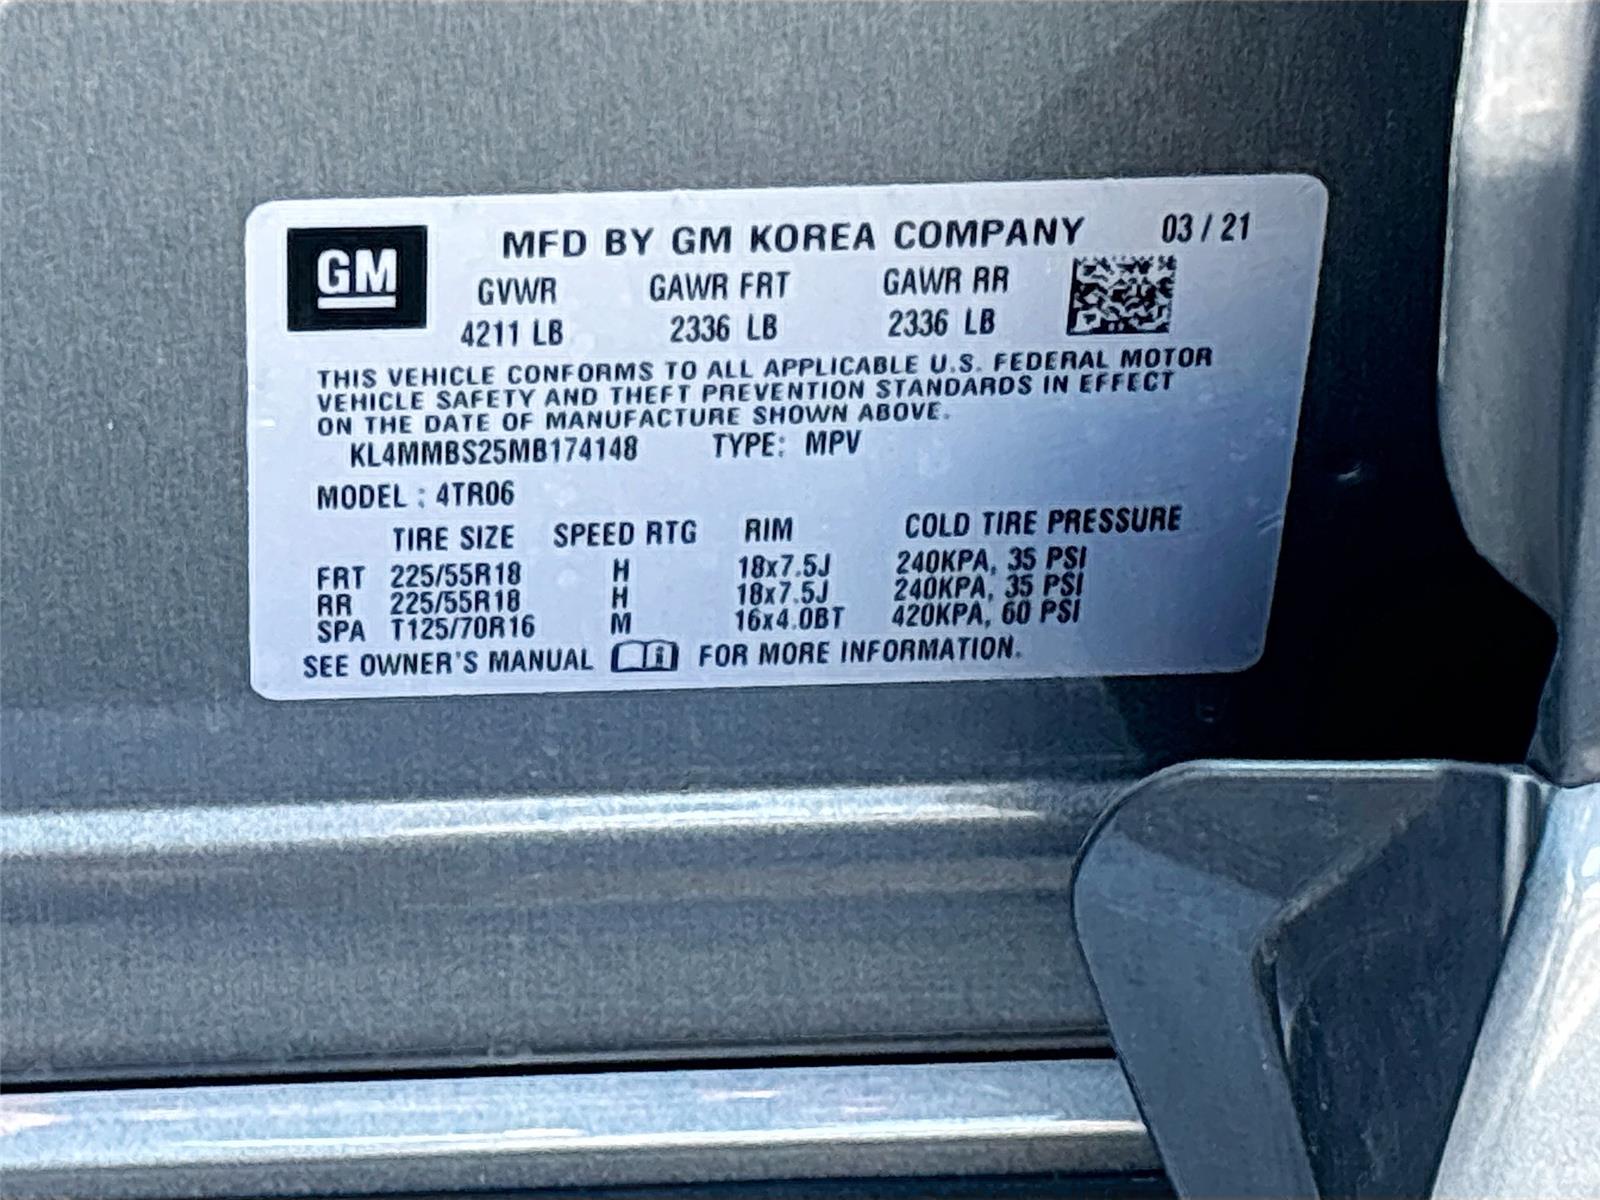 GM
MFD BY GM KOREA COMPANY 03 / 21
GVWR GAWR FRT GAWR RR
4211 LB 2336 LB 2336 LB
THIS VEHICLE CONFORMS TO ALL APPLICABLE U.S. FEDERAL MOTOR
VEHICLE SAFETY AND THEFT PREVENTION STANDARDS IN EFFECT
ON THE DATE OF MANUFACTURE SHOWN ABOVE.
KL4MMBS25MB174148 TYPE: MPV
MODEL : 4TR06
TIRE SIZE SPEED RTG RIM COLD TIRE PRESSURE
FRT 225/55R18 H 18x7.5J 240KPA, 35 PSI
RR 225/55R18 H 18x7.5J 240KPA, 35 PSI
SPA T125/70R16 M 16x4.0BT 420KPA, 60 PSI
SEE OWNER'S MANUAL i FOR MORE INFORMATION.